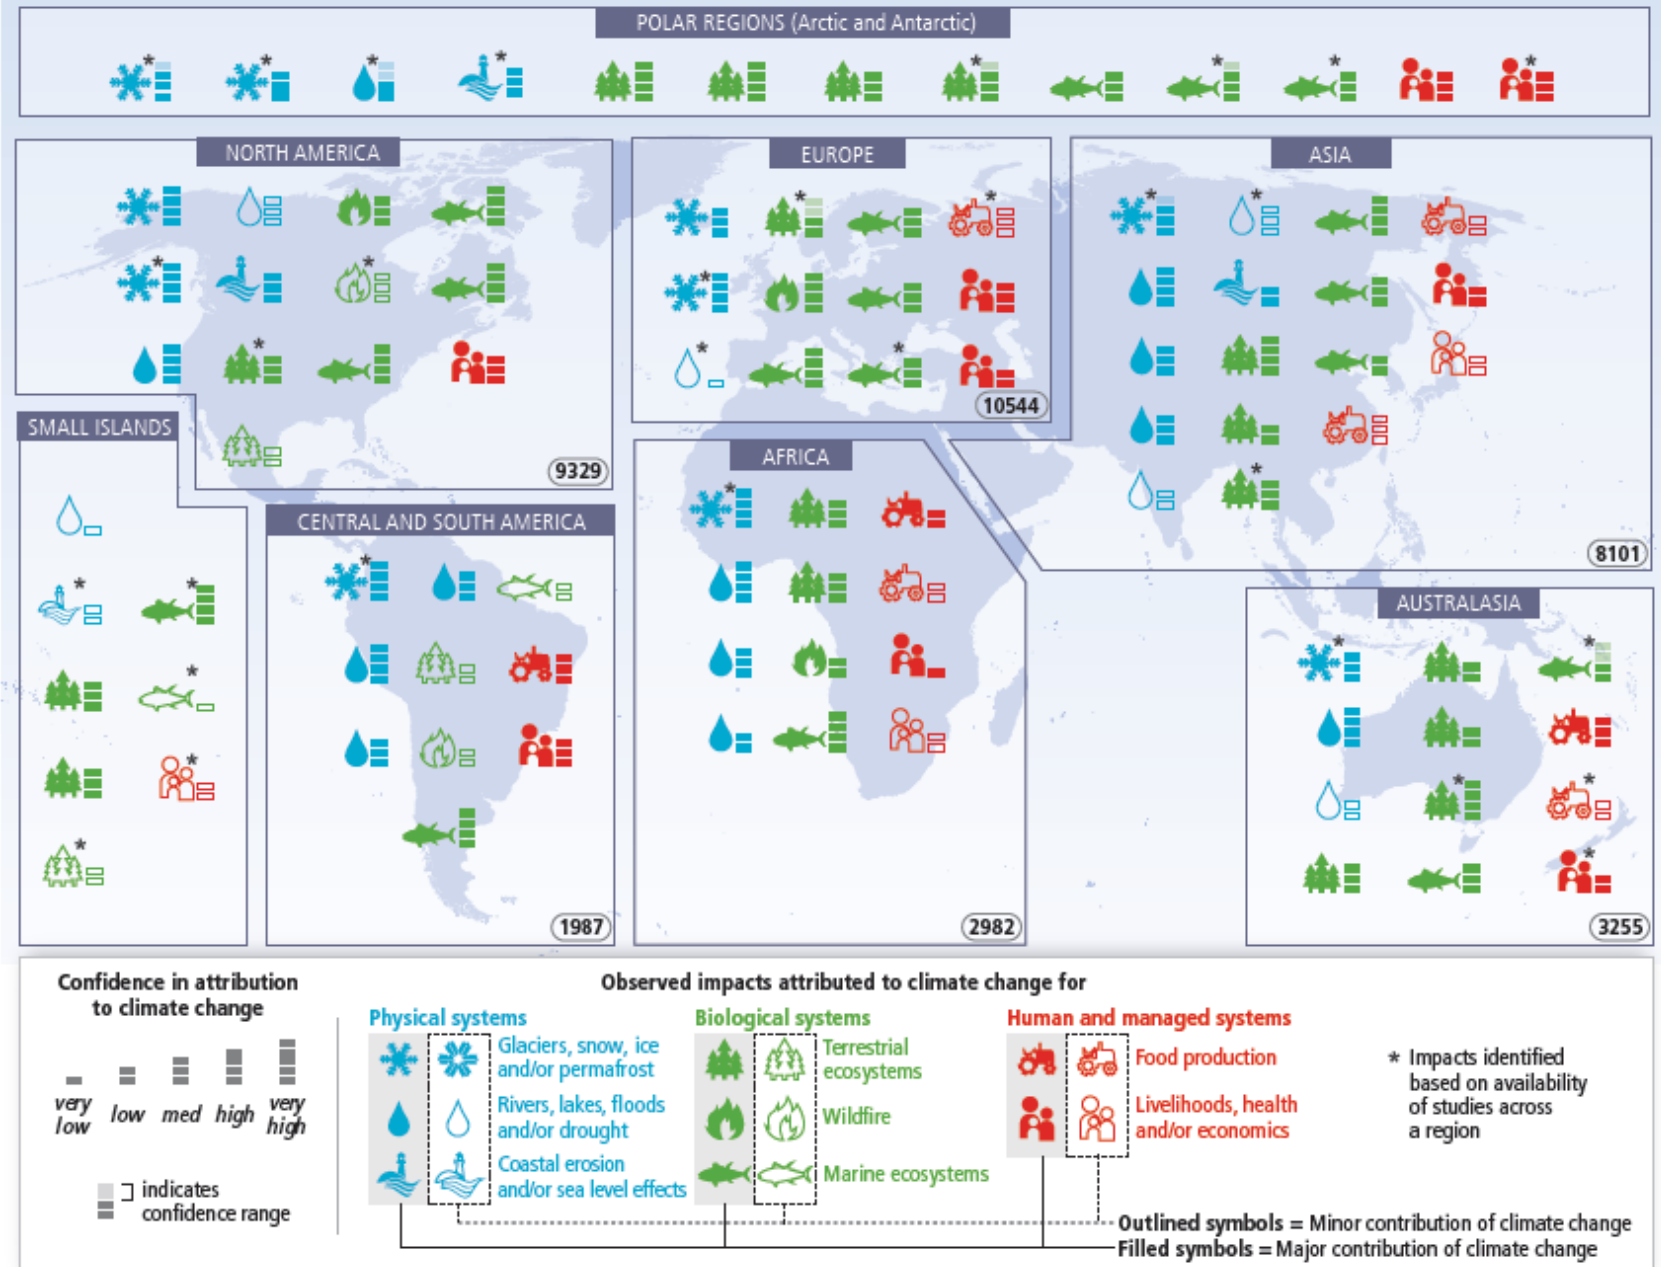 POLAR REGIONS (Arctic and Antarctic)
NORTH AMERICA
EUROPE
ASIA
10544
SMALL ISLANDS
AFRICA
9329
CENTRAL AND SOUTH AMERICA
8101
AUSTRALASIA
1987
2982
3255
Confidence in attribution
to climate change
very
low
low
med
high
very
high
indicates
confidence range
Observed impacts attributed to climate change for
Physical systems
Glaciers, snow, ice
and/or permafrost
Rivers, lakes, floods
and/or drought
Coastal erosion
and/or sea level effects
Biological systems
Terrestrial
ecosystems
Wildfire
Marine ecosystems
Human and managed systems
Food production
Livelihoods, health
and/or economics
* Impacts identified
based on availability
of studies across
a region
Outlined symbols = Minor contribution of climate change
Filled symbols = Major contribution of climate change